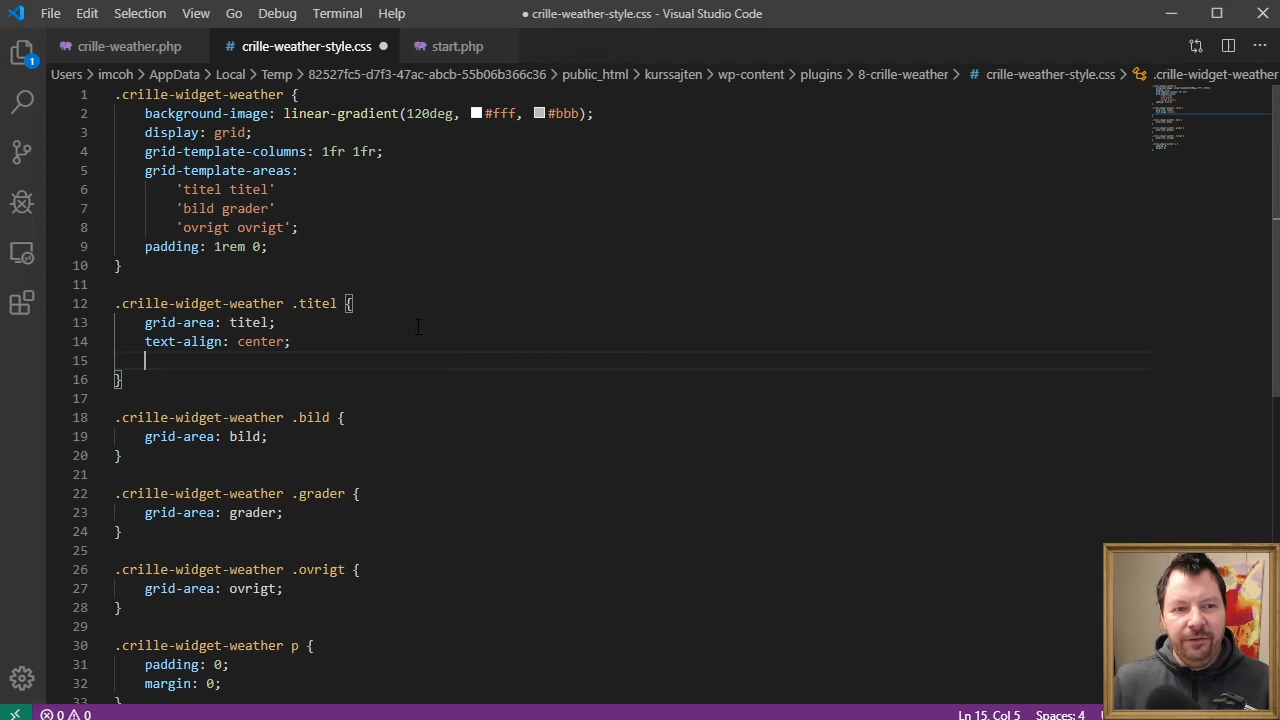 File Edit Selection View Go Debug Terminal Help ● crille-weather-style.css - Visual Studio Code
crille-weather.php # crille-weather-style.css ● start.php
1
Users > imcoh > AppData > Local > Temp > 82527fc5-d7f3-47ac-abcb-55b06b366c36 > public_html > kurssajten > wp-content > plugins > 8-crille-weather > # crille-weather-style.css > .crille-widget-weather
1 .crille-widget-weather {
2 background-image: linear-gradient(120deg, #fff, #bbb);
3 display: grid;
4 grid-template-columns: 1fr 1fr;
5 grid-template-areas:
6 'titel titel'
7 'bild grader'
8 'ovrigt ovrigt';
9 padding: 1rem 0;
10 }
11
12 .crille-widget-weather .titel {
13 grid-area: titel;
14 text-align: center;
15
16 }
17
18 .crille-widget-weather .bild {
19 grid-area: bild;
20 }
21
22 .crille-widget-weather .grader {
23 grid-area: grader;
24 }
25
26 .crille-widget-weather .ovrigt {
27 grid-area: ovrigt;
28 }
29
30 .crille-widget-weather p {
31 padding: 0;
32 margin: 0;
33 }
0 0 Ln 15, Col 5 Spaces: 4